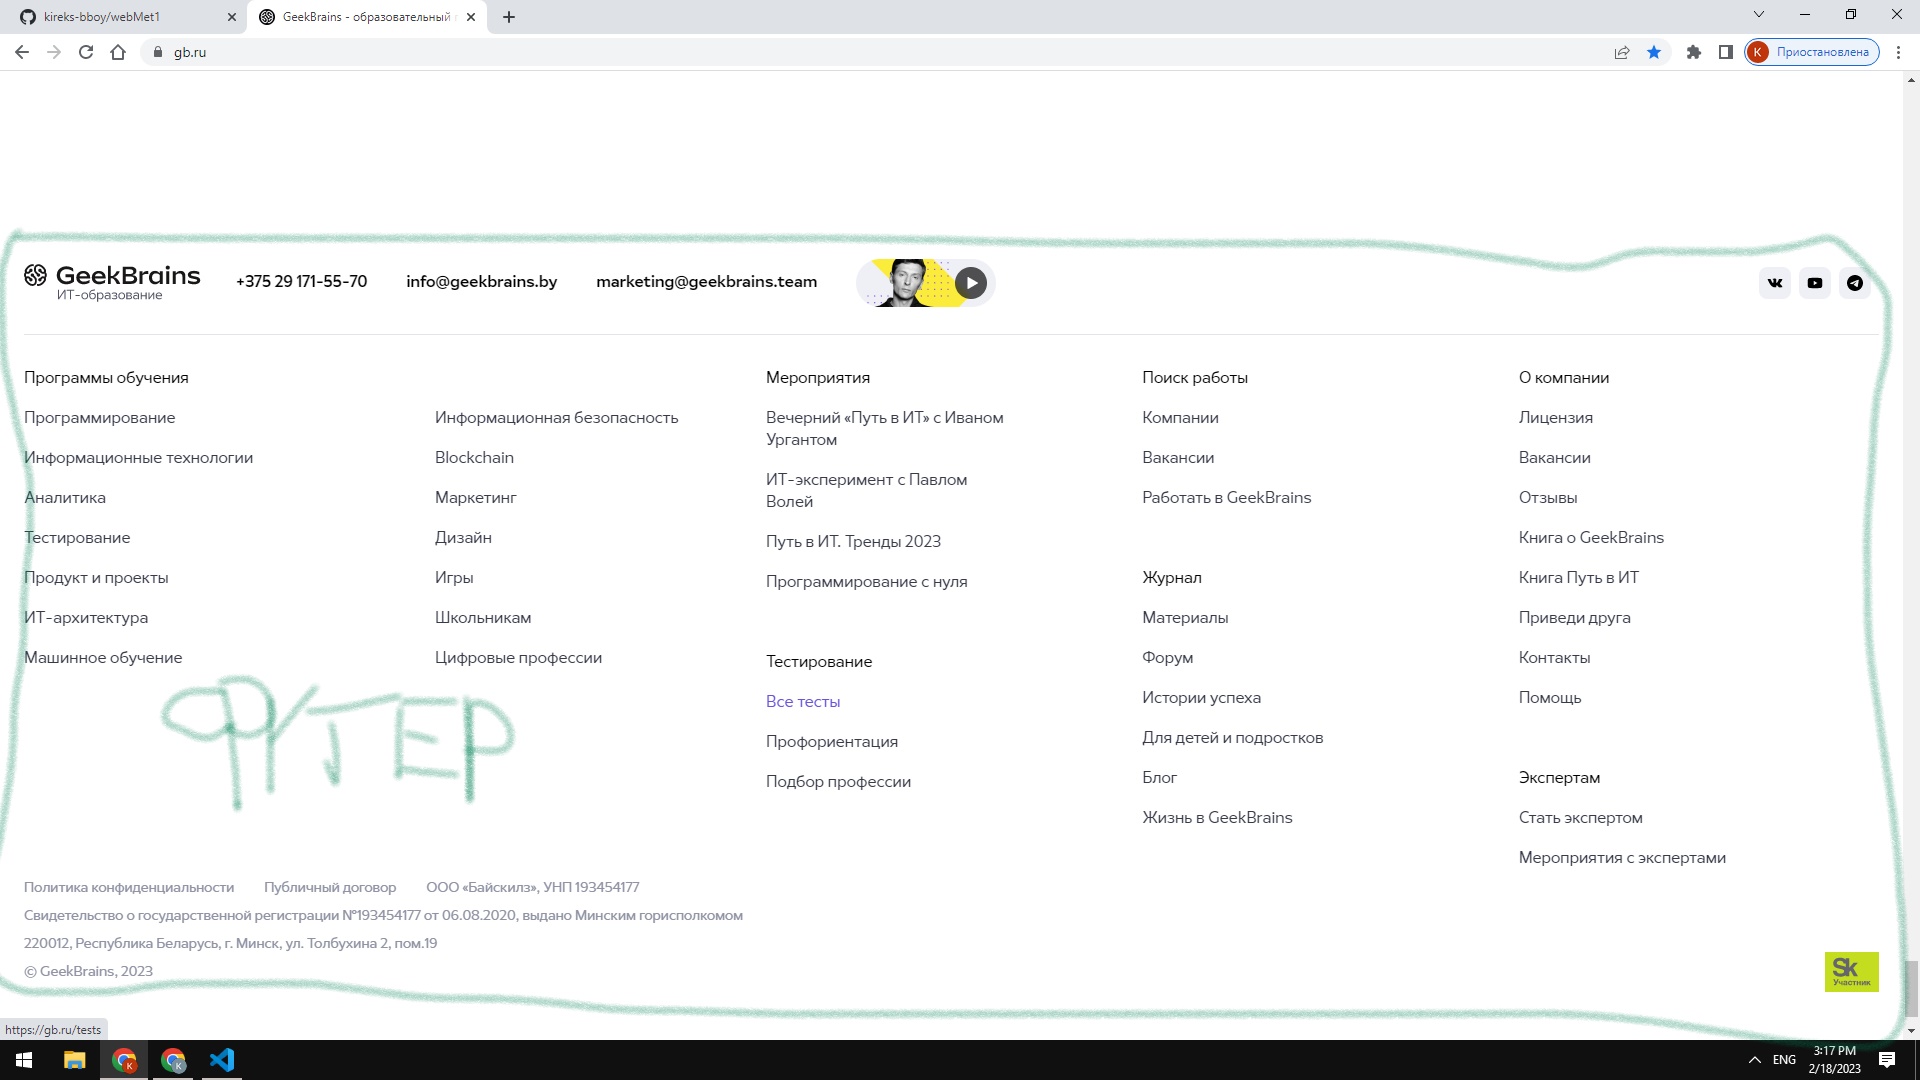 kireks-bboy/webMet1
GeekBrains - образовательный
gb.ru
Приостановлена
K
GeekBrains
ИТ-образование
+375 29 171-55-70
info@geekbrains.by
marketing@geekbrains.team
Программы обучения
Программирование
Информационные технологии
Аналитика
Тестирование
Продукт и проекты
ИТ-архитектура
Машинное обучение
Информационная безопасность
Blockchain
Маркетинг
Дизайн
Игры
Школьникам
Цифровые профессии
ФУТЕР
Мероприятия
Вечерний «Путь в ИТ» с Иваном
Ургантом
ИТ-эксперимент с Павлом
Волей
Путь в ИТ. Тренды 2023
Программирование с нуля
Тестирование
Все тесты
Профориентация
Подбор профессии
Поиск работы
Компании
Вакансии
Работать в GeekBrains
Журнал
Материалы
Форум
Истории успеха
Для детей и подростков
Блог
Жизнь в GeekBrains
О компании
Лицензия
Вакансии
Отзывы
Книга о GeekBrains
Книга Путь в ИТ
Приведи друга
Контакты
Помощь
Экспертам
Стать экспертом
Мероприятия с экспертами
Политика конфиденциальности Публичный договор ООО «Байскилз», УНП 193454177
Свидетельство о государственной регистрации №193454177 от 06.08.2020, выдано Минским горисполкомом
220012, Республика Беларусь, г. Минск, ул. Толбухина 2, пом.19
© GeekBrains, 2023
Sk
Участник
https://gb.ru/tests
ENG
3:17 PM
2/18/2023